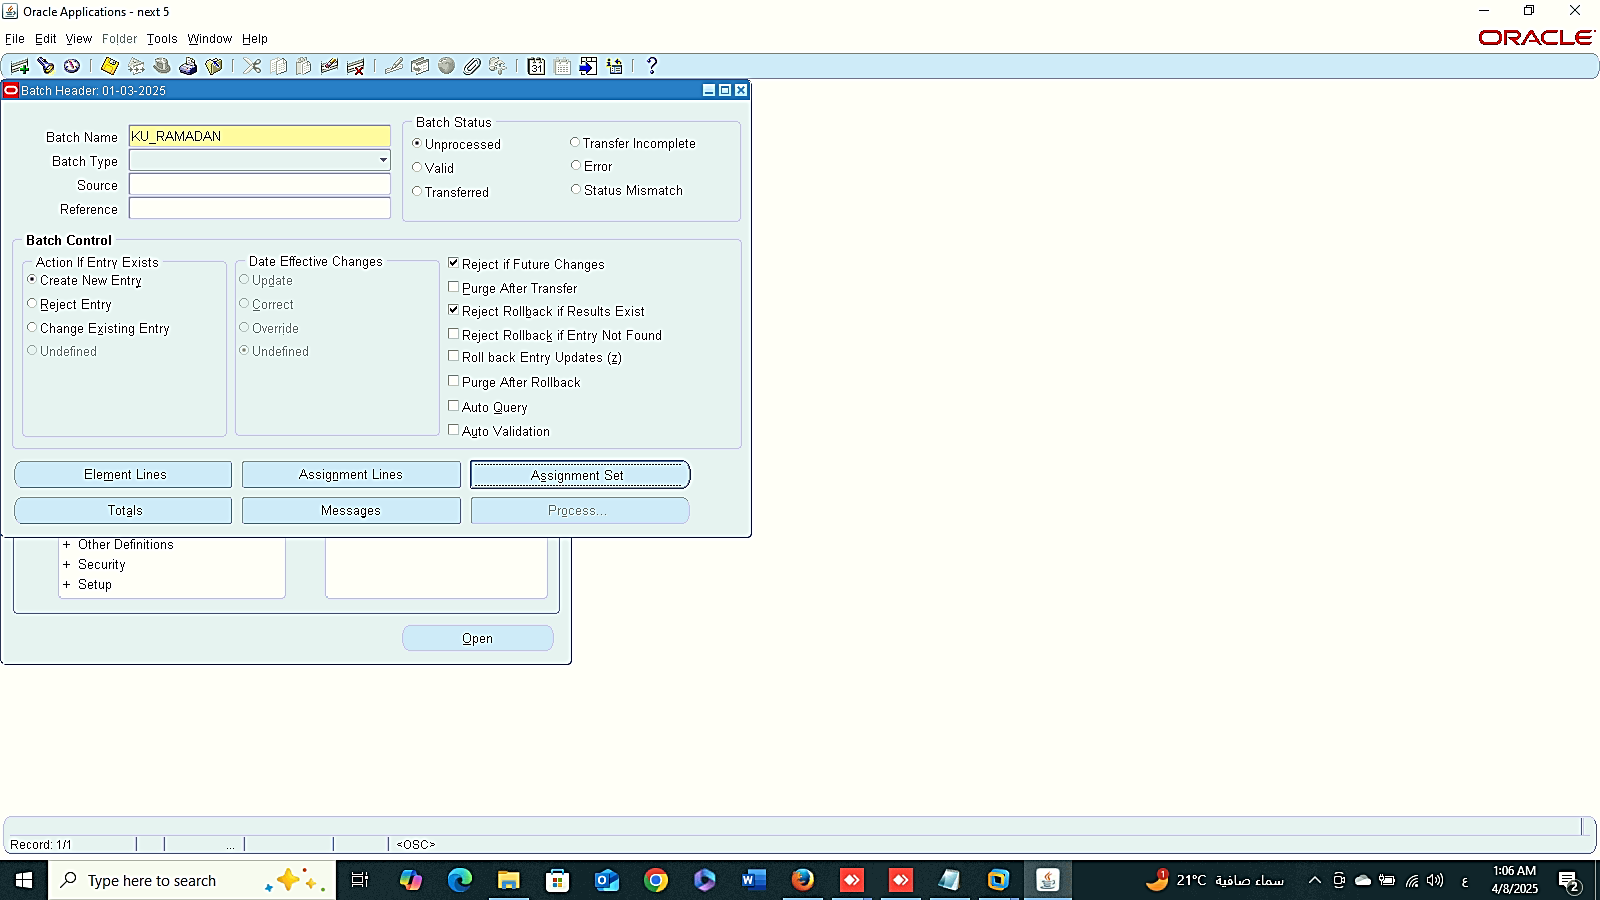 Oracle Applications - next 5
File Edit View Folder Tools Window Help
ORACLE
31
?
Batch Header: 01-03-2025
Batch Name KU_RAMADAN
Batch Type
Source
Reference
Batch Status
Unprocessed
Transfer Incomplete
Valid
Error
Transferred
Status Mismatch
Batch Control
Action If Entry Exists
Create New Entry
Reject Entry
Change Existing Entry
Undefined
Date Effective Changes
Update
Correct
Override
Undefined
Reject if Future Changes
Purge After Transfer
Reject Rollback if Results Exist
Reject Rollback if Entry Not Found
Roll back Entry Updates (z)
Purge After Rollback
Auto Query
Auto Validation
Element Lines
Assignment Lines
Assignment Set
Totals
Messages
Process...
+ Other Definitions
+ Security
+ Setup
Open
Record: 1/1
...
<OSC>
Type here to search
1
21°C سماء صافية
ع
1:06 AM
4/8/2025
2